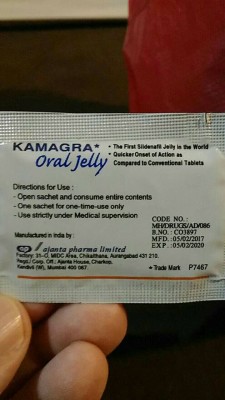 KAMAGRA*
Oral Jelly
• The First Sildenafil Jelly in the World
• Quicker Onset of Action as
Compared to Conventional Tablets
Directions for Use :
- Open sachet and consume entire contents
- One sachet for one-time-use only
- Use strictly under Medical supervision
CODE NO.:
MH/DRUGS/AD/086
B.NO. : CO3897
MFD. :05/02/2017
EXP. :05/02/2020
Manufactured in India by :
ajanta pharma limited
Factory: 31-O, MIDC Area, Chikalthana, Aurangabad 431 210.
Regd./Corp. Off.: Ajanta House, Charkop,
Kandivli (W), Mumbai 400 067.
* Trade Mark P7467